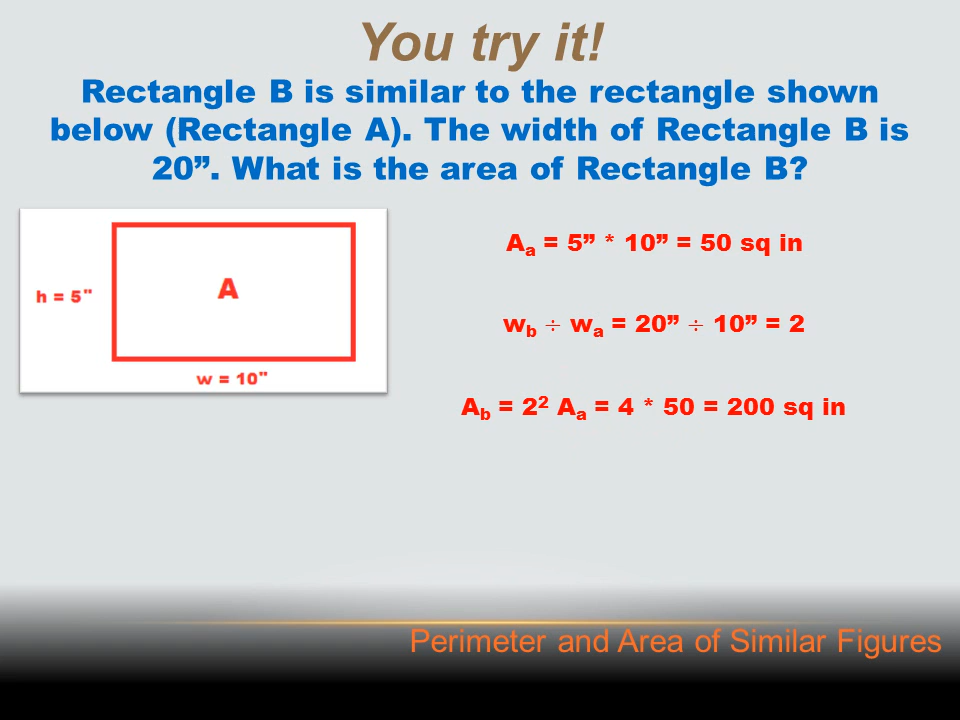 You try it!
Rectangle B is similar to the rectangle shown
below (Rectangle A). The width of Rectangle B is
20”. What is the area of Rectangle B?
h = 5"
A
w = 10"
Aₐ = 5” * 10” = 50 sq in
w_b ÷ wₐ = 20” ÷ 10” = 2
A_b = 2² Aₐ = 4 * 50 = 200 sq in
Perimeter and Area of Similar Figures